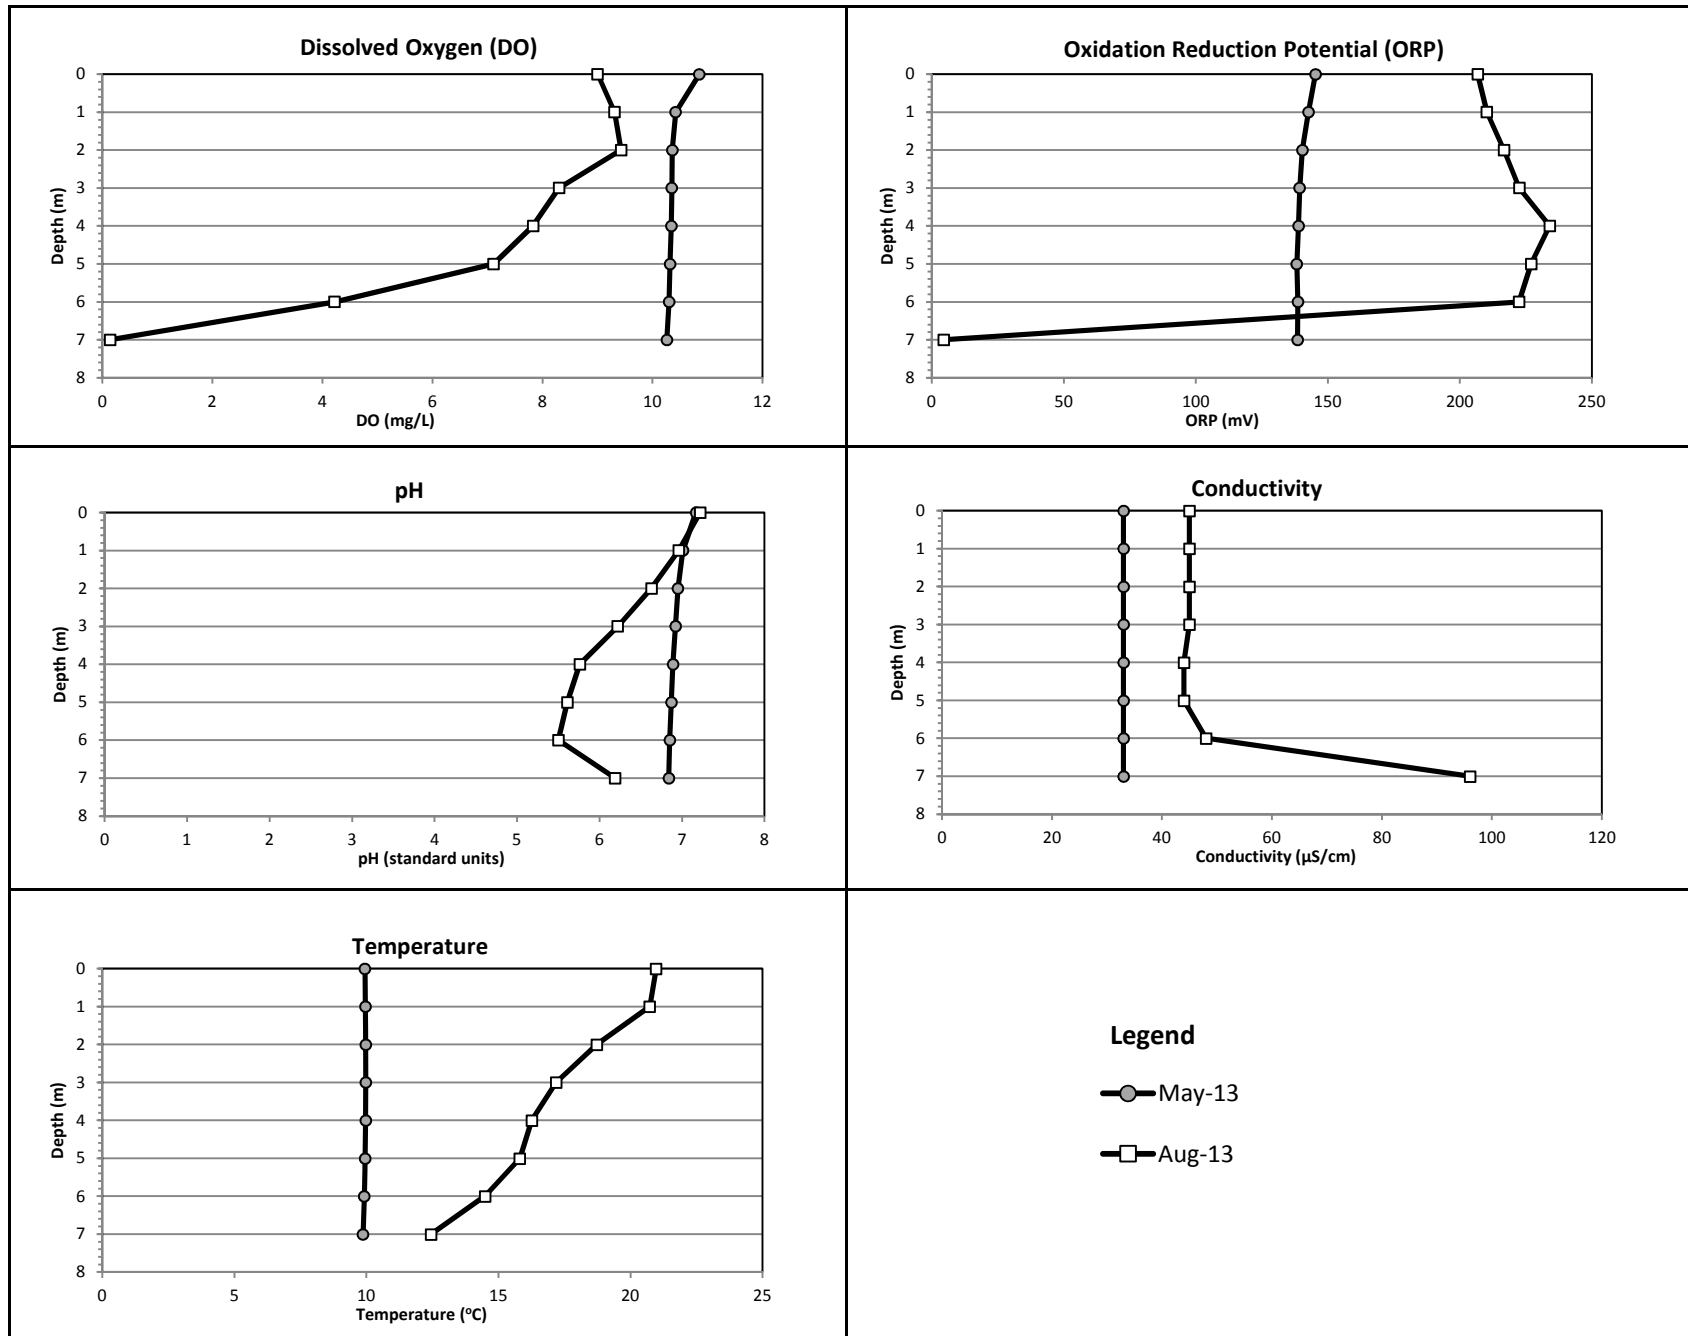 Dissolved Oxygen (DO)
0
1
2
3
4
5
6
7
8
Depth (m)
0 2 4 6 8 10 12
DO (mg/L)
Oxidation Reduction Potential (ORP)
0
1
2
3
4
5
6
7
8
Depth (m)
0 50 100 150 200 250
ORP (mV)
pH
0
1
2
3
4
5
6
7
8
Depth (m)
0 1 2 3 4 5 6 7 8
pH (standard units)
Conductivity
0
1
2
3
4
5
6
7
8
Depth (m)
0 20 40 60 80 100 120
Conductivity (µS/cm)
Temperature
0
1
2
3
4
5
6
7
8
Depth (m)
0 5 10 15 20 25
Temperature (°C)
Legend
May-13
Aug-13